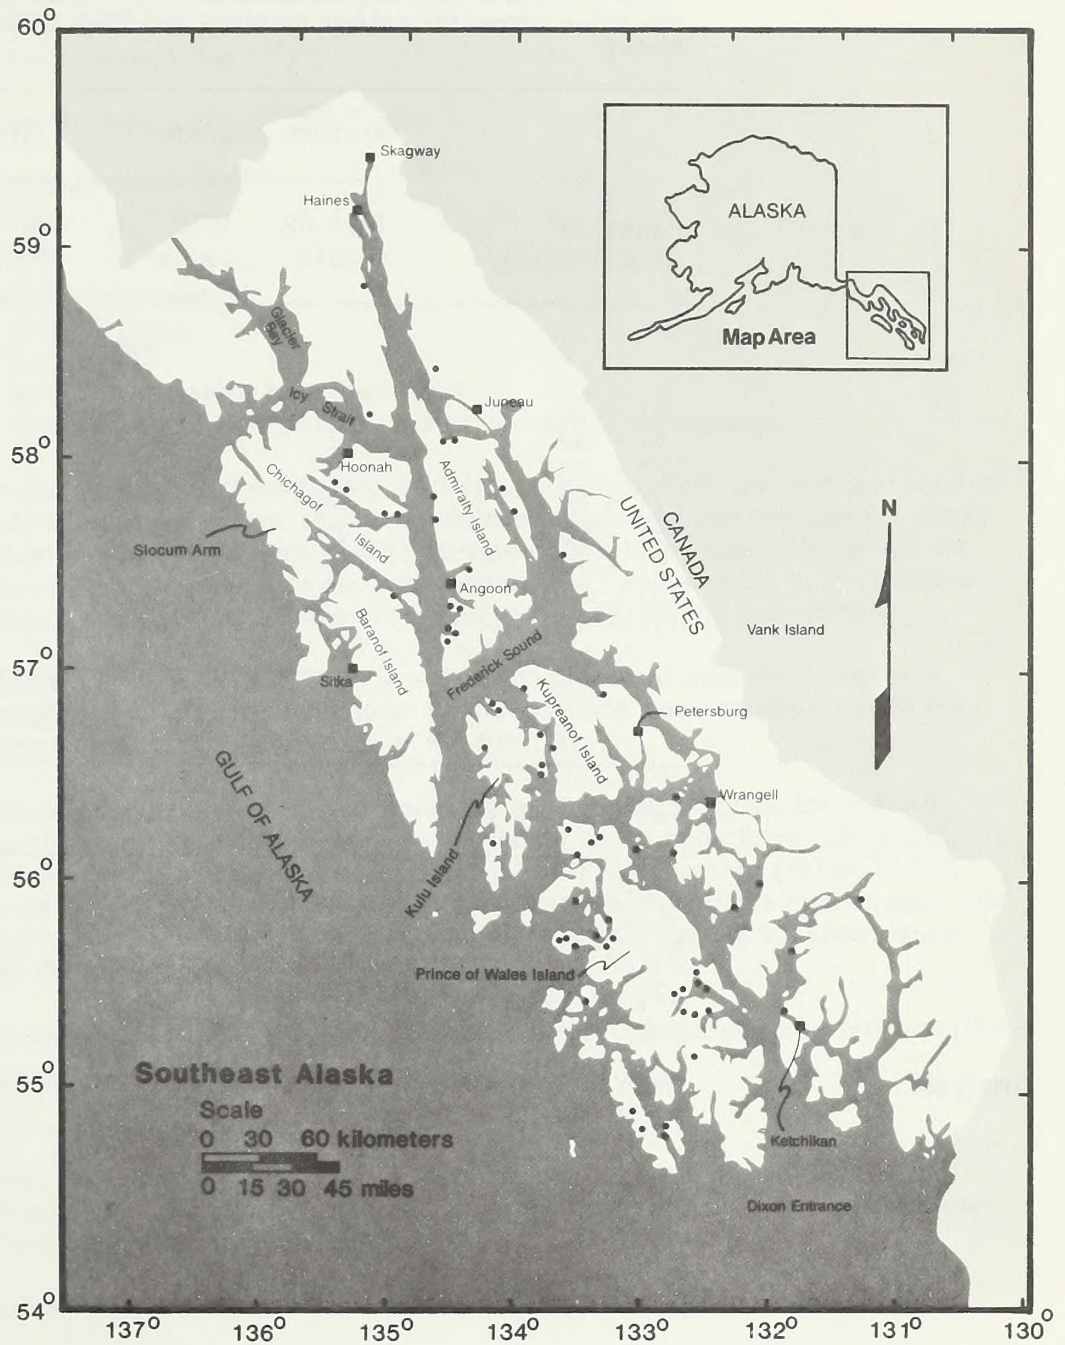 60°
Skagway
Haines
59°
ALASKA
Map Area
Glacier
Bay
Icy Strait
Juneau
58°
Hoonah
Chichagof
Island
Admiralty Island
N
CANADA
UNITED STATES
Slocum Arm
Angoon
Baranof Island
Vank Island
57°
Sitka
Frederick Sound
Kupreanof Island
Petersburg
GULF OF ALASKA
Wrangell
56°
Kulu Island
Prince of Wales Island
55°
Southeast Alaska
Scale
0 30 60 kilometers
0 15 30 45 miles
Ketchikan
Dixon Entrance
54°
137° 136° 135° 134° 133° 132° 131° 130°